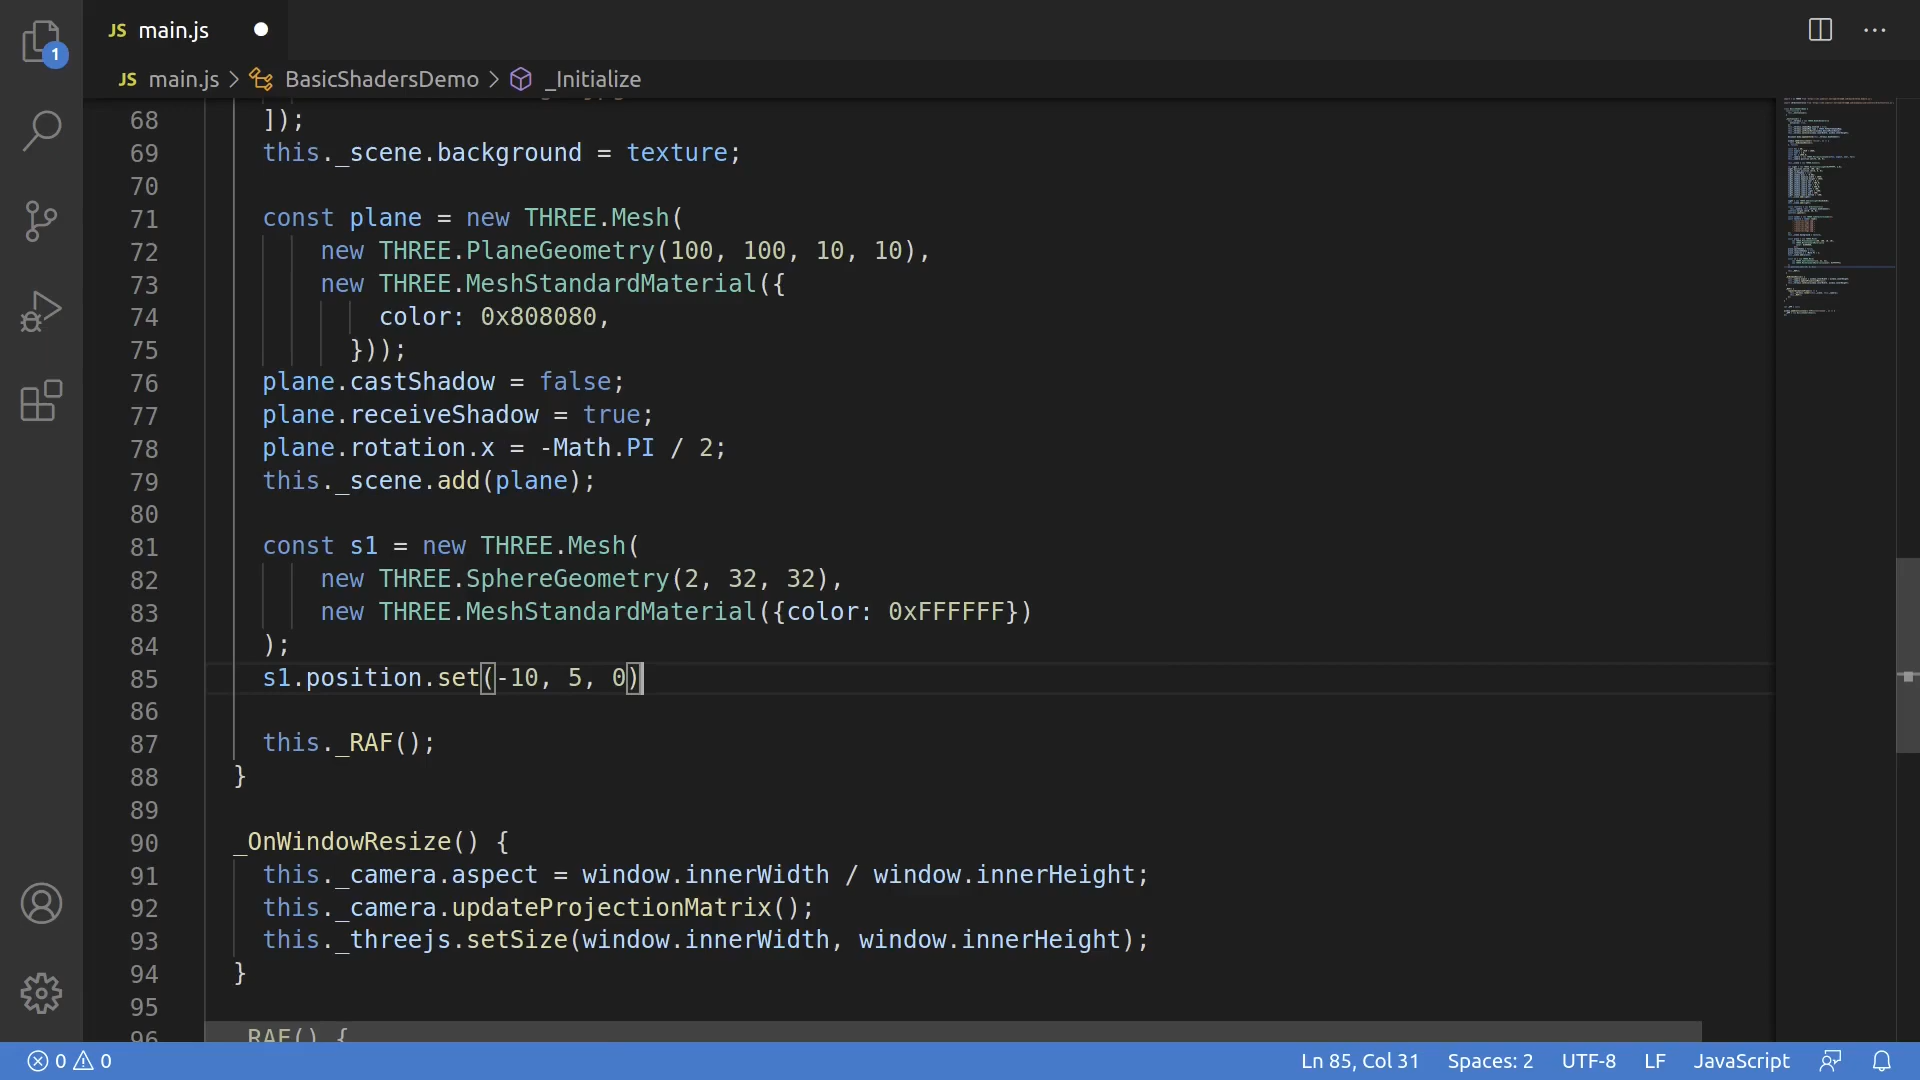 JS main.js
1
JS main.js > BasicShadersDemo > _Initialize
68 ]);
69 this._scene.background = texture;
70
71 const plane = new THREE.Mesh(
72 new THREE.PlaneGeometry(100, 100, 10, 10),
73 new THREE.MeshStandardMaterial({
74 color: 0x808080,
75 }));
76 plane.castShadow = false;
77 plane.receiveShadow = true;
78 plane.rotation.x = -Math.PI / 2;
79 this._scene.add(plane);
80
81 const s1 = new THREE.Mesh(
82 new THREE.SphereGeometry(2, 32, 32),
83 new THREE.MeshStandardMaterial({color: 0xFFFFFF})
84 );
85 s1.position.set(-10, 5, 0)
86
87 this._RAF();
88 }
89
90 _OnWindowResize() {
91 this._camera.aspect = window.innerWidth / window.innerHeight;
92 this._camera.updateProjectionMatrix();
93 this._threejs.setSize(window.innerWidth, window.innerHeight);
94 }
95
96 _RAF() {
0 0 Ln 85, Col 31 Spaces: 2 UTF-8 LF JavaScript